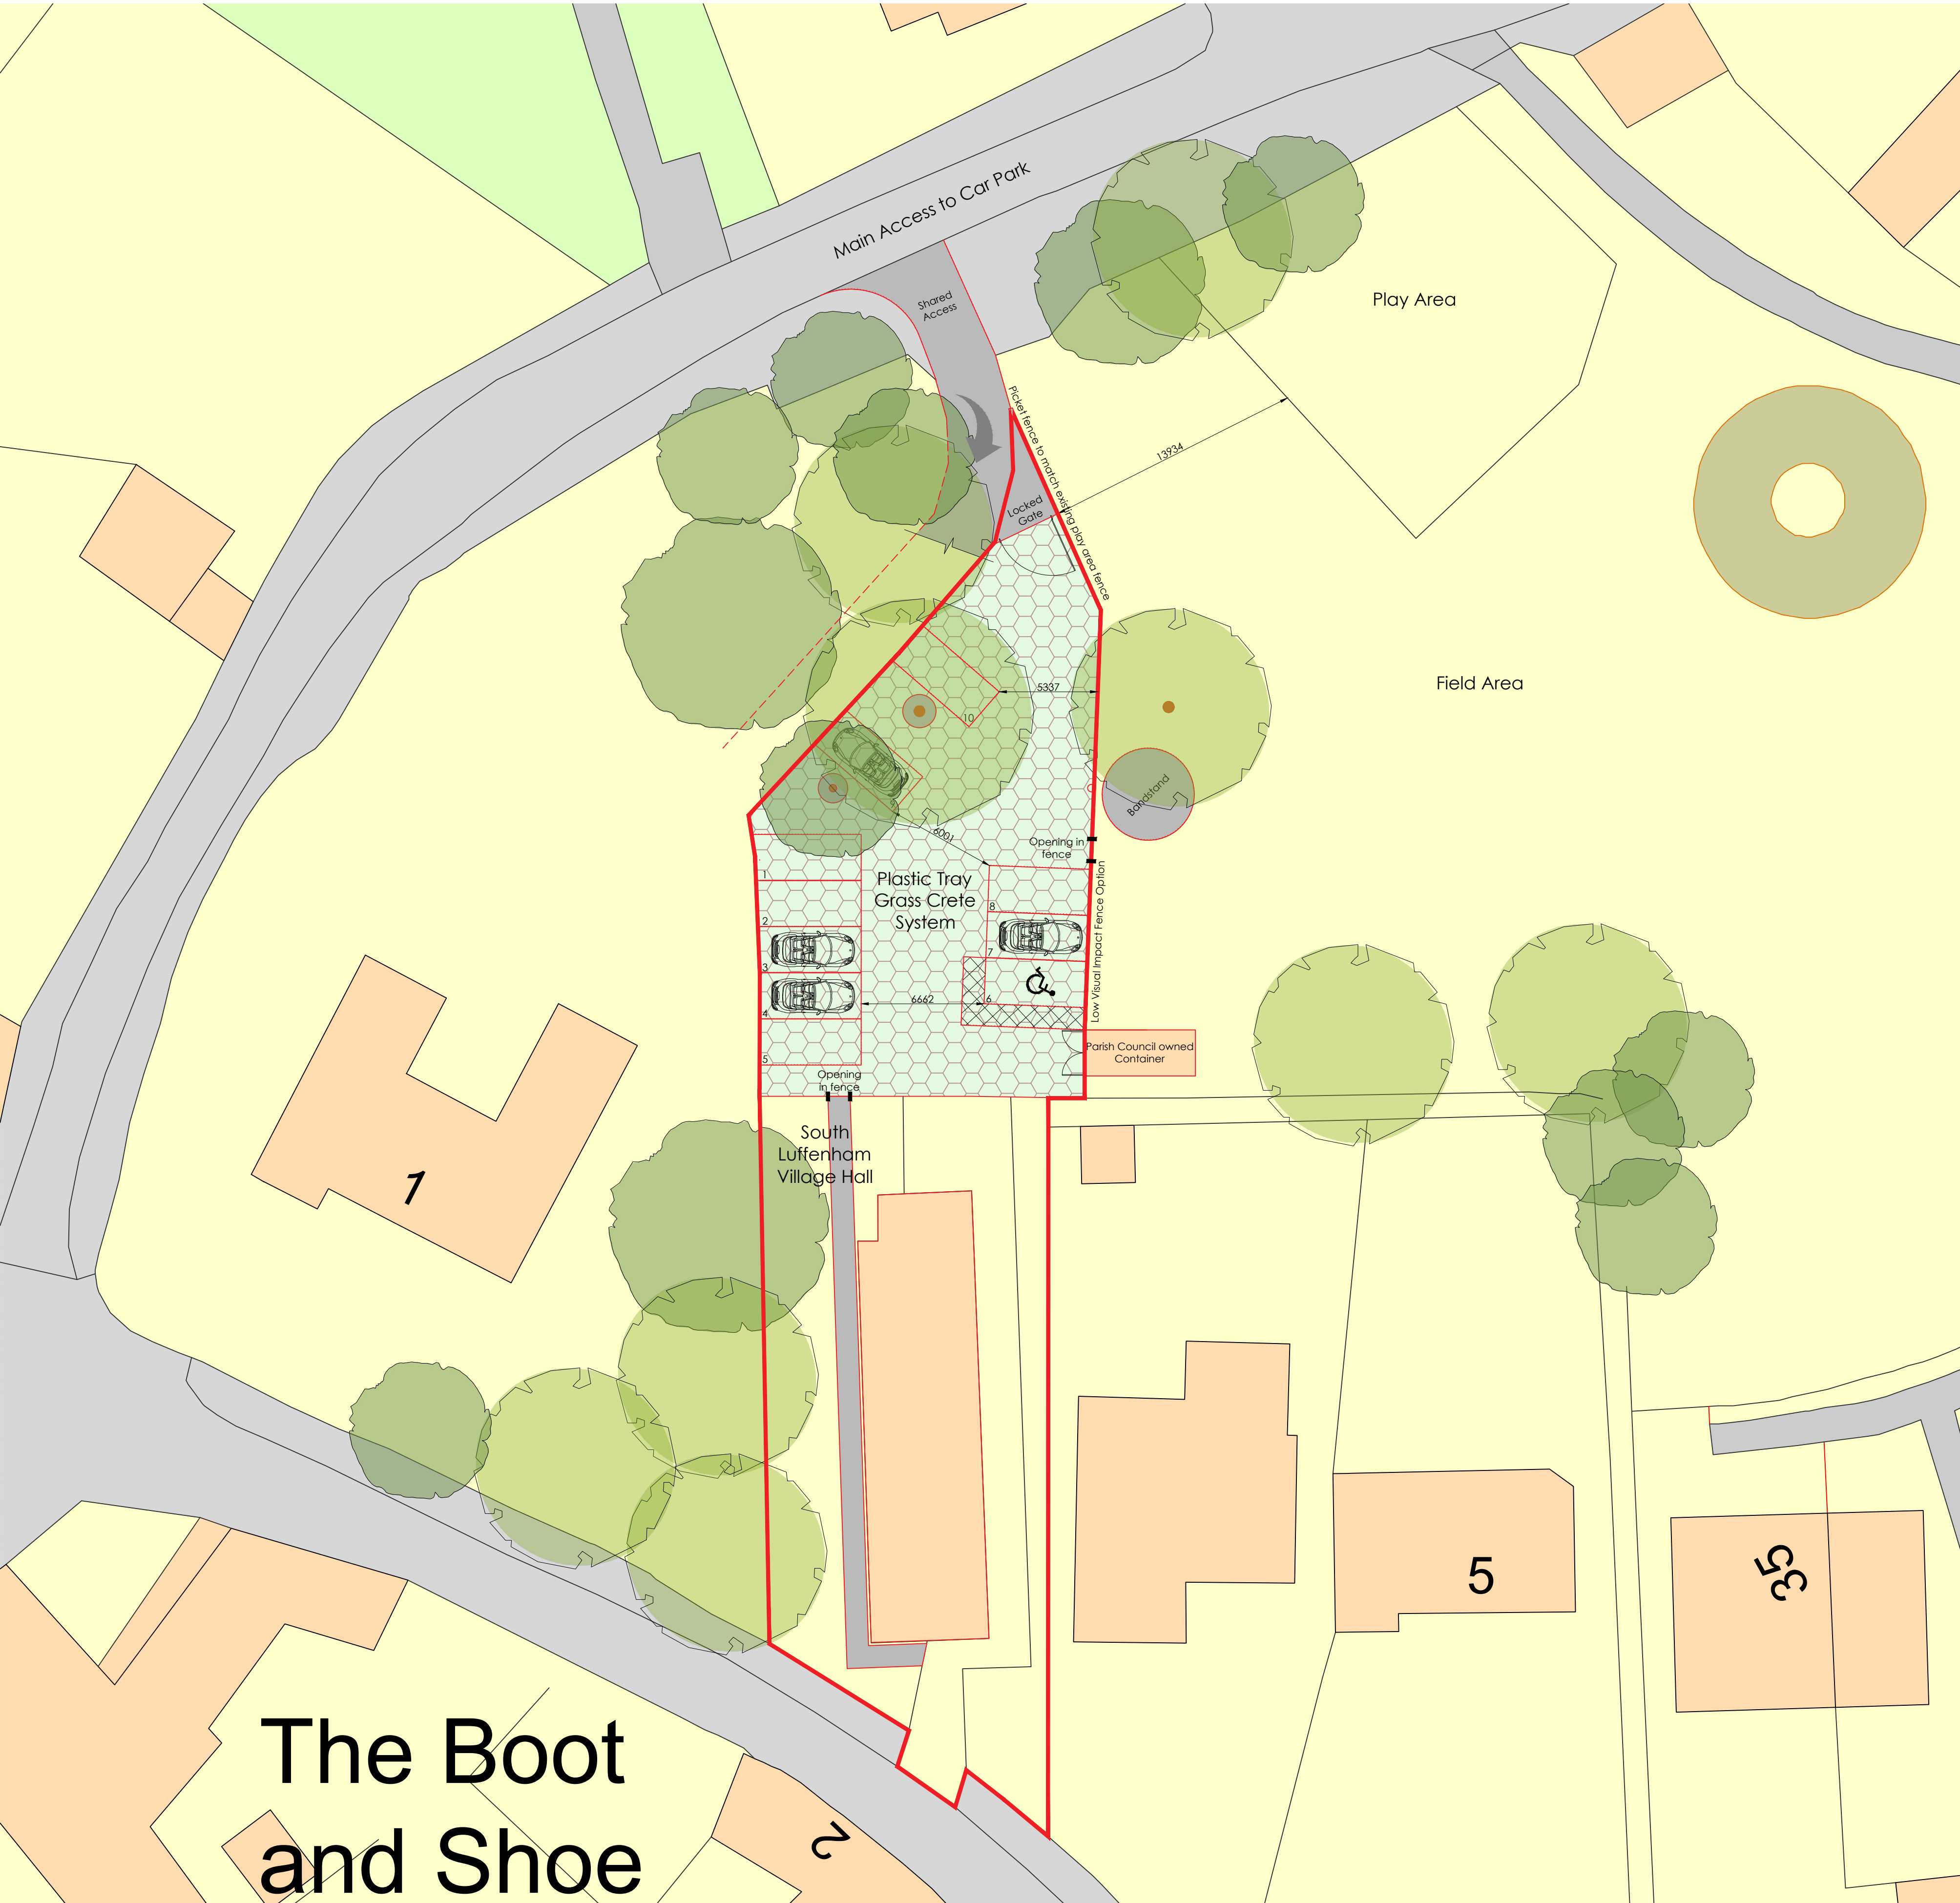 Main Access to Car Park
Shared
Access
Play Area
Picket fence to match existing play area fence
13934
Locked
Gate
Field Area
5337
10
Bandstand
6001
Opening in
fence
Plastic Tray
Grass Crete
System
Low Visual Impact Fence Option
1
2
3
4
5
8
7
6
6662
Parish Council owned
Container
Opening
in fence
South
Luffenham
Village Hall
1
5
35
The Boot
and Shoe
2